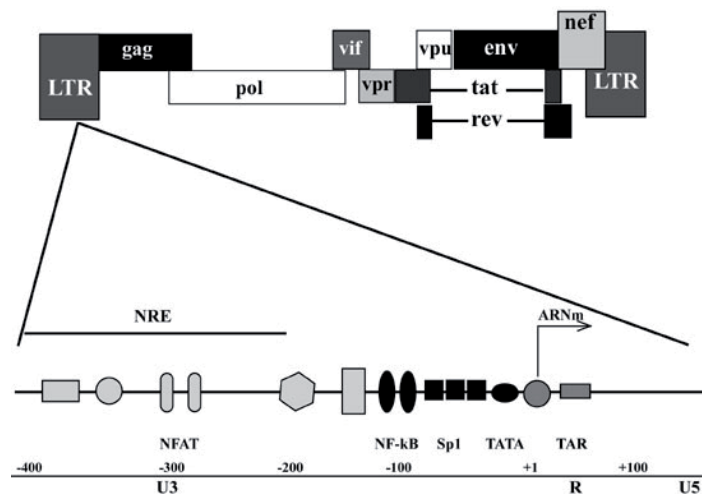 nef
gag vif vpu env
LTR LTR
pol vpr tat
rev
NRE ARNm
NFAT NF-kB Sp1 TATA TAR
-400 -300 -200 -100 +1 +100
U3 R U5